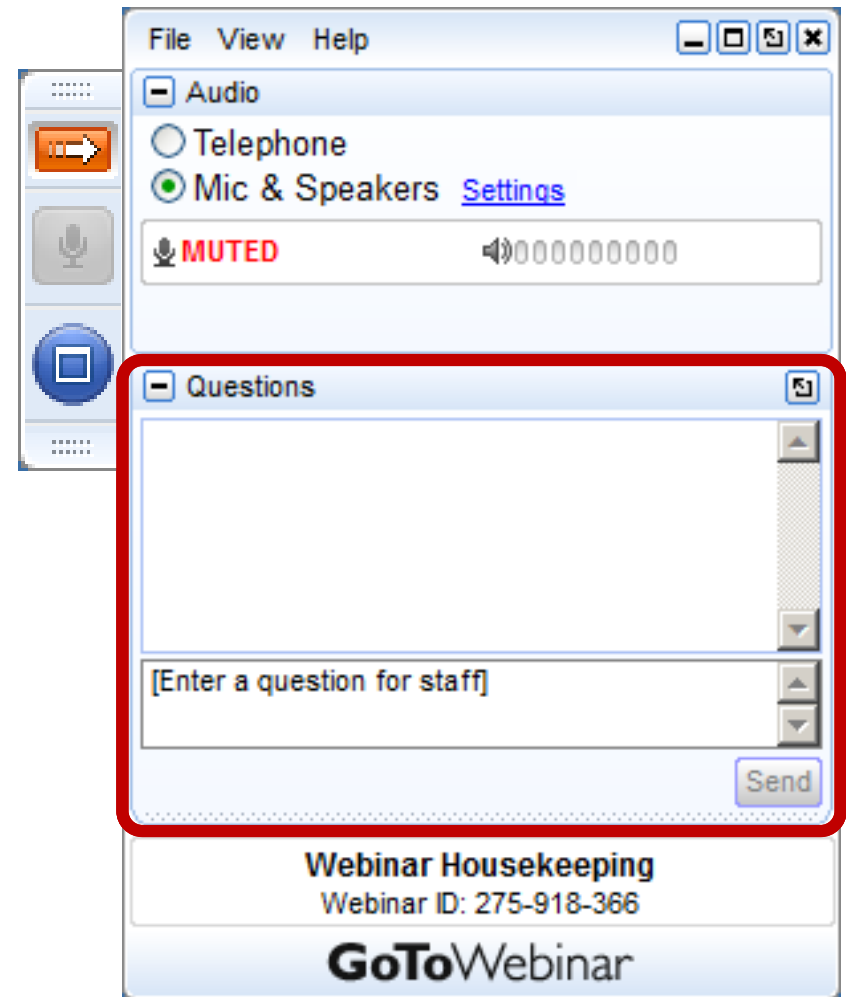 File View Help
Audio
Telephone
Mic & Speakers Settings
MUTED
Questions
[Enter a question for staff]
Send
Webinar Housekeeping
Webinar ID: 275-918-366
GoToWebinar